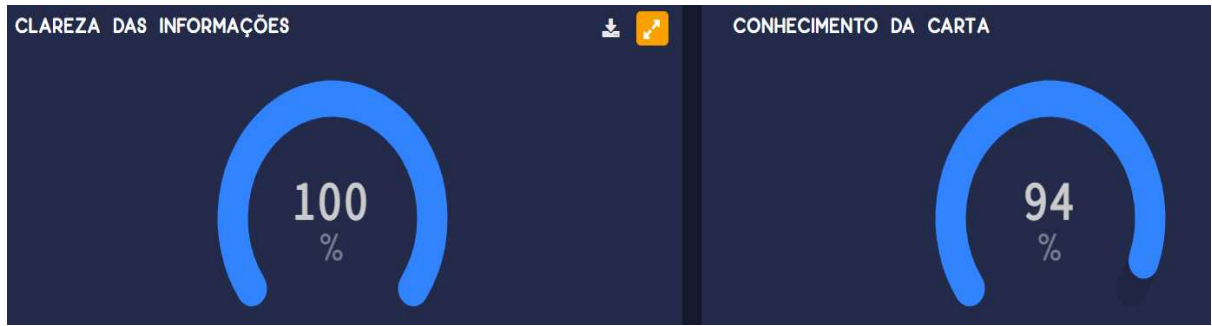 CLAREZA DAS INFORMAÇÕES
100
%
CONHECIMENTO DA CARTA
94
%